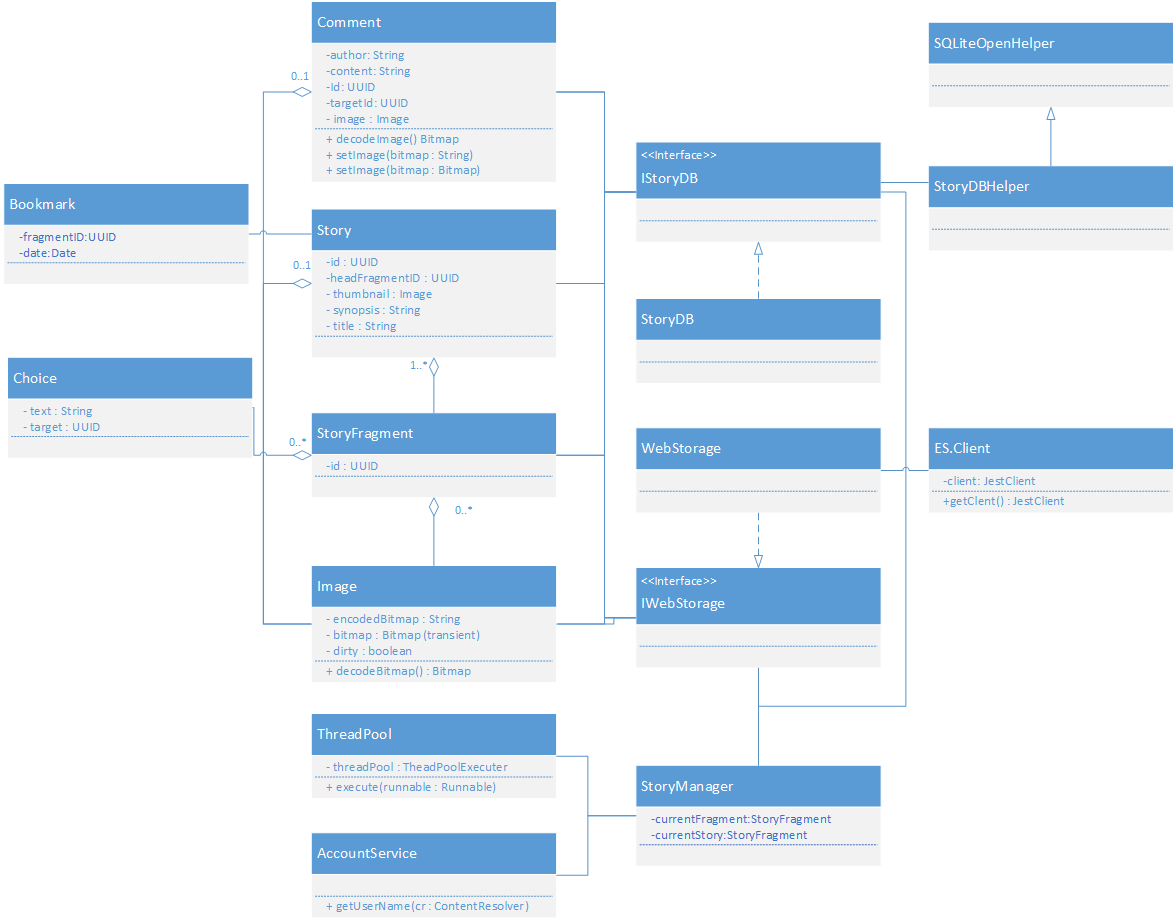 Comment
-author: String
-content: String
-Id: UUID
-targetId: UUID
- image : Image
+ decodeImage() Bitmap
+ setImage(bitmap : String)
+ setImage(bitmap : Bitmap)
0..1
SQLiteOpenHelper
<<Interface>>
IStoryDB
StoryDBHelper
Bookmark
-fragmentID:UUID
-date:Date
Story
-id : UUID
-headFragmentID : UUID
- thumbnail : Image
- synopsis : String
- title : String
0..1
1..*
StoryDB
Choice
- text : String
- target : UUID
0..*
StoryFragment
-id : UUID
0..*
WebStorage
ES.Client
-client: JestClient
+getClent() : JestClient
Image
- encodedBitmap : String
- bitmap : Bitmap (transient)
- dirty : boolean
+ decodeBitmap() : Bitmap
<<Interface>>
IWebStorage
ThreadPool
- threadPool : TheadPoolExecuter
+ execute(runnable : Runnable)
StoryManager
-currentFragment:StoryFragment
-currentStory:StoryFragment
AccountService
+ getUserName(cr : ContentResolver)